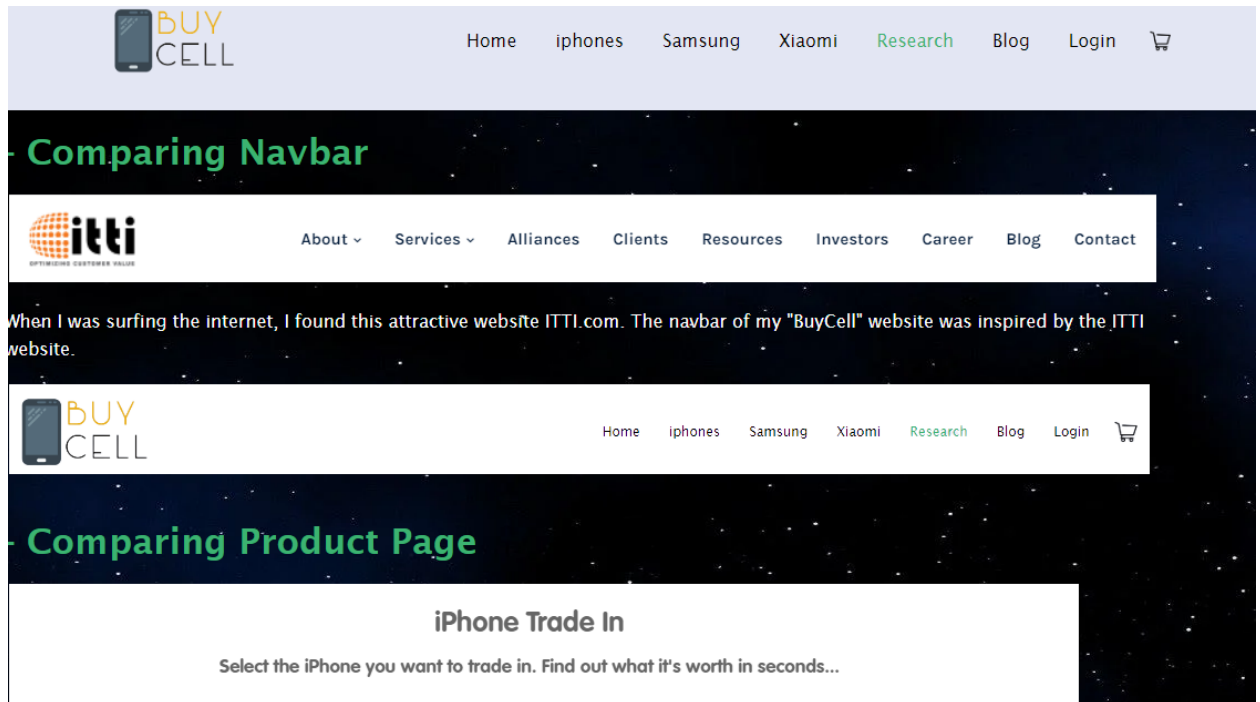 BUY
CELL
Home iphones Samsung Xiaomi Research Blog Login
- Comparing Navbar
itti
OPTIMIZING CUSTOMER VALUE
About Services Alliances Clients Resources Investors Career Blog Contact
When I was surfing the internet, I found this attractive website ITTI.com. The navbar of my "BuyCell" website was inspired by the ITTI
website.
BUY
CELL
Home iphones Samsung Xiaomi Research Blog Login
- Comparing Product Page
iPhone Trade In
Select the iPhone you want to trade in. Find out what it's worth in seconds...